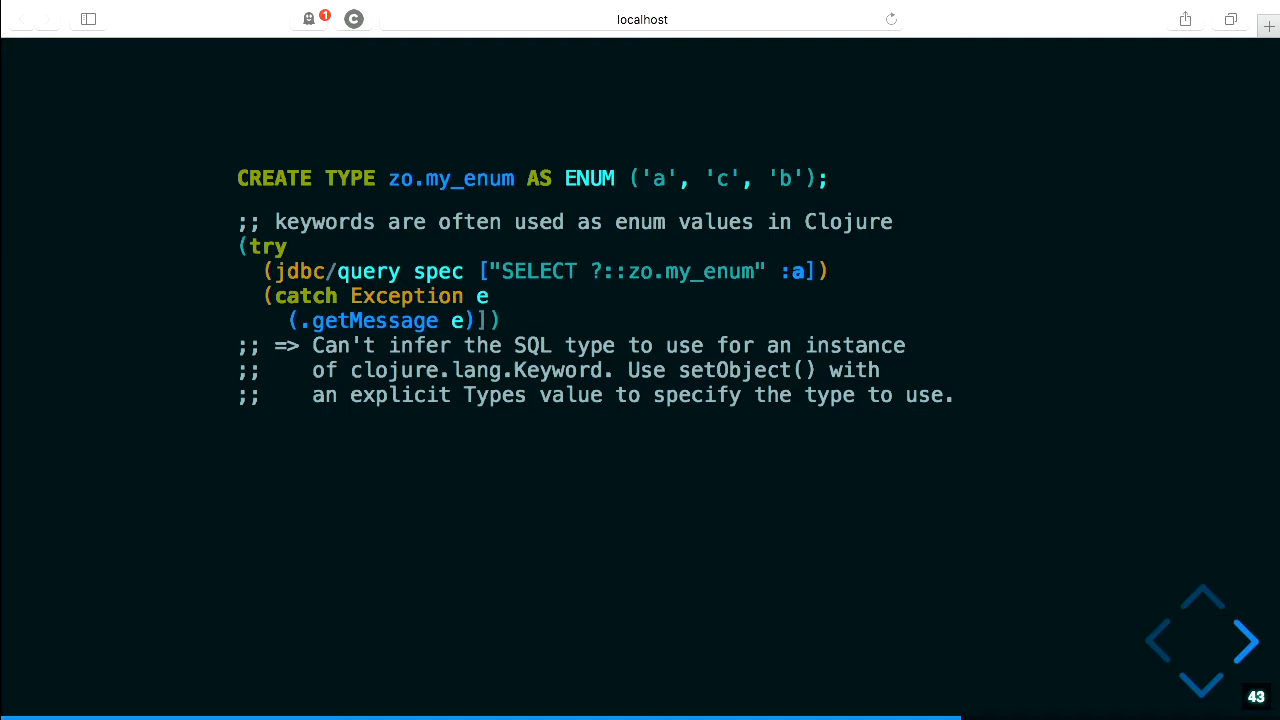 1
C
localhost
CREATE TYPE zo.my_enum AS ENUM ('a', 'c', 'b');
;; keywords are often used as enum values in Clojure
(try
(jdbc/query spec ["SELECT ?::zo.my_enum" :a])
(catch Exception e
(.getMessage e)])
;; => Can't infer the SQL type to use for an instance
;; of clojure.lang.Keyword. Use setObject() with
;; an explicit Types value to specify the type to use.
43